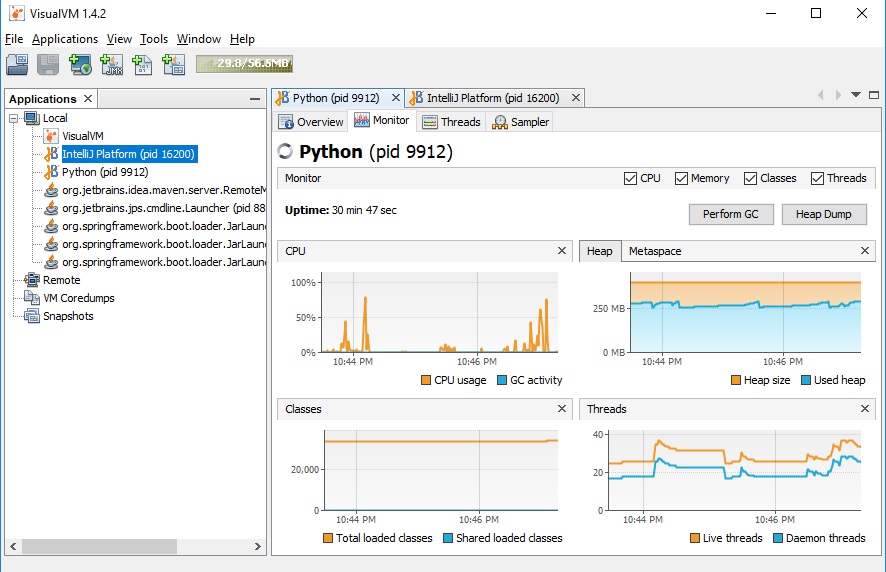 VisualVM 1.4.2
File Applications View Tools Window Help
JMX
29.8/56.5MB
Applications
Local
VisualVM
IntelliJ Platform (pid 16200)
Python (pid 9912)
org.jetbrains.idea.maven.server.RemoteM
org.jetbrains.jps.cmdline.Launcher (pid 88
org.springframework.boot.loader.JarLaun
org.springframework.boot.loader.JarLaun
org.springframework.boot.loader.JarLaun
Remote
VM Coredumps
Snapshots
Python (pid 9912) IntelliJ Platform (pid 16200)
Overview Monitor Threads Sampler
Python (pid 9912)
Monitor CPU Memory Classes Threads
Uptime: 30 min 47 sec Perform GC Heap Dump
CPU
100%
50%
0%
10:44 PM 10:46 PM
CPU usage GC activity
Heap Metaspace
250 MB
0 MB
10:44 PM 10:46 PM
Heap size Used heap
Classes
20,000
0
10:44 PM 10:46 PM
Total loaded classes Shared loaded classes
Threads
40
20
0
10:44 PM 10:46 PM
Live threads Daemon threads